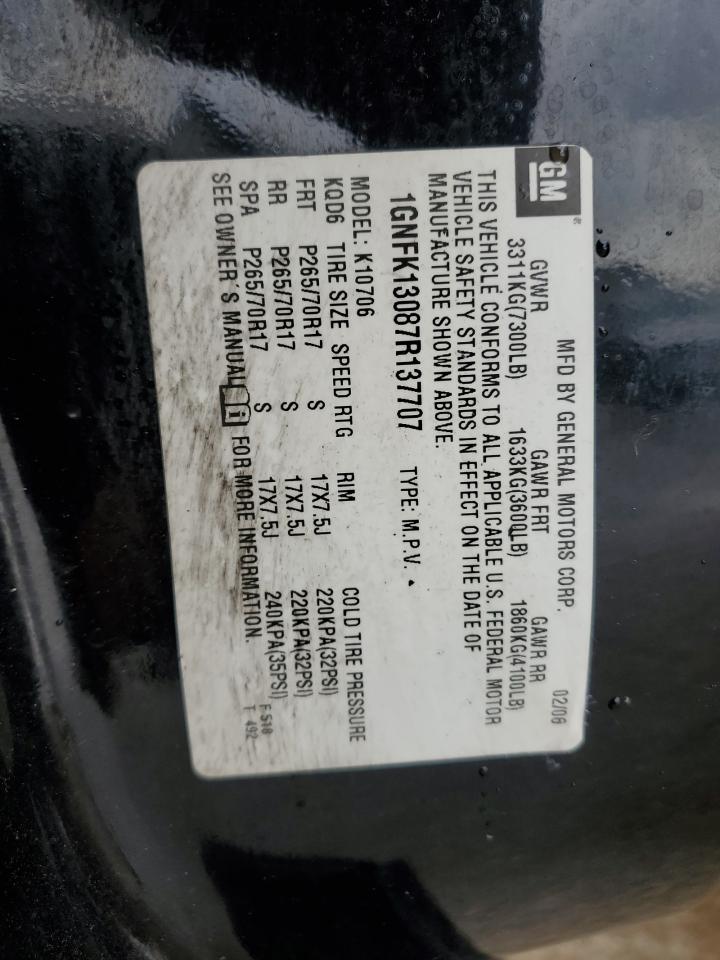 GM ®
MFD BY GENERAL MOTORS CORP. 02/06
GVWR GAWR FRT GAWR RR
3311KG(7300LB) 1633KG(3600LB) 1860KG(4100LB)
THIS VEHICLE CONFORMS TO ALL APPLICABLE U.S. FEDERAL MOTOR
VEHICLE SAFETY STANDARDS IN EFFECT ON THE DATE OF
MANUFACTURE SHOWN ABOVE.
1GNFK13087R137707 TYPE: M.P.V.
MODEL: K10706
KQD6 TIRE SIZE SPEED RTG RIM COLD TIRE PRESSURE
FRT P265/70R17 S 17X7.5J 220KPA(32PSI)
RR P265/70R17 S 17X7.5J 220KPA(32PSI)
SPA P265/70R17 S 17X7.5J 240KPA(35PSI)
SEE OWNER'S MANUAL i FOR MORE INFORMATION.
F 518
T 492